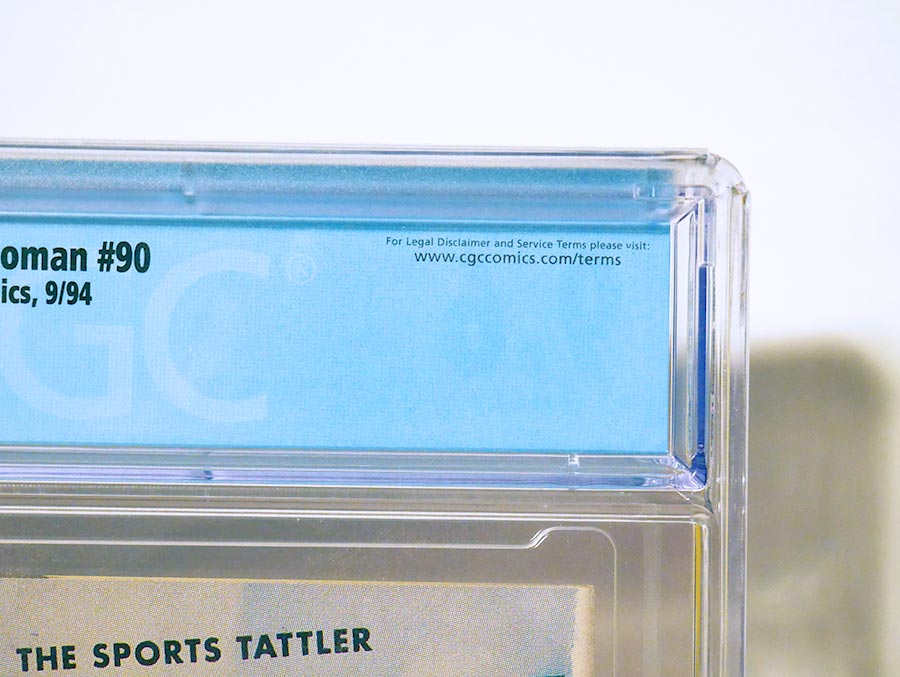 oman #90
ics, 9/94
GC®
For Legal Disclaimer and Service Terms please visit:
www.cgccomics.com/terms
THE SPORTS TATTLER